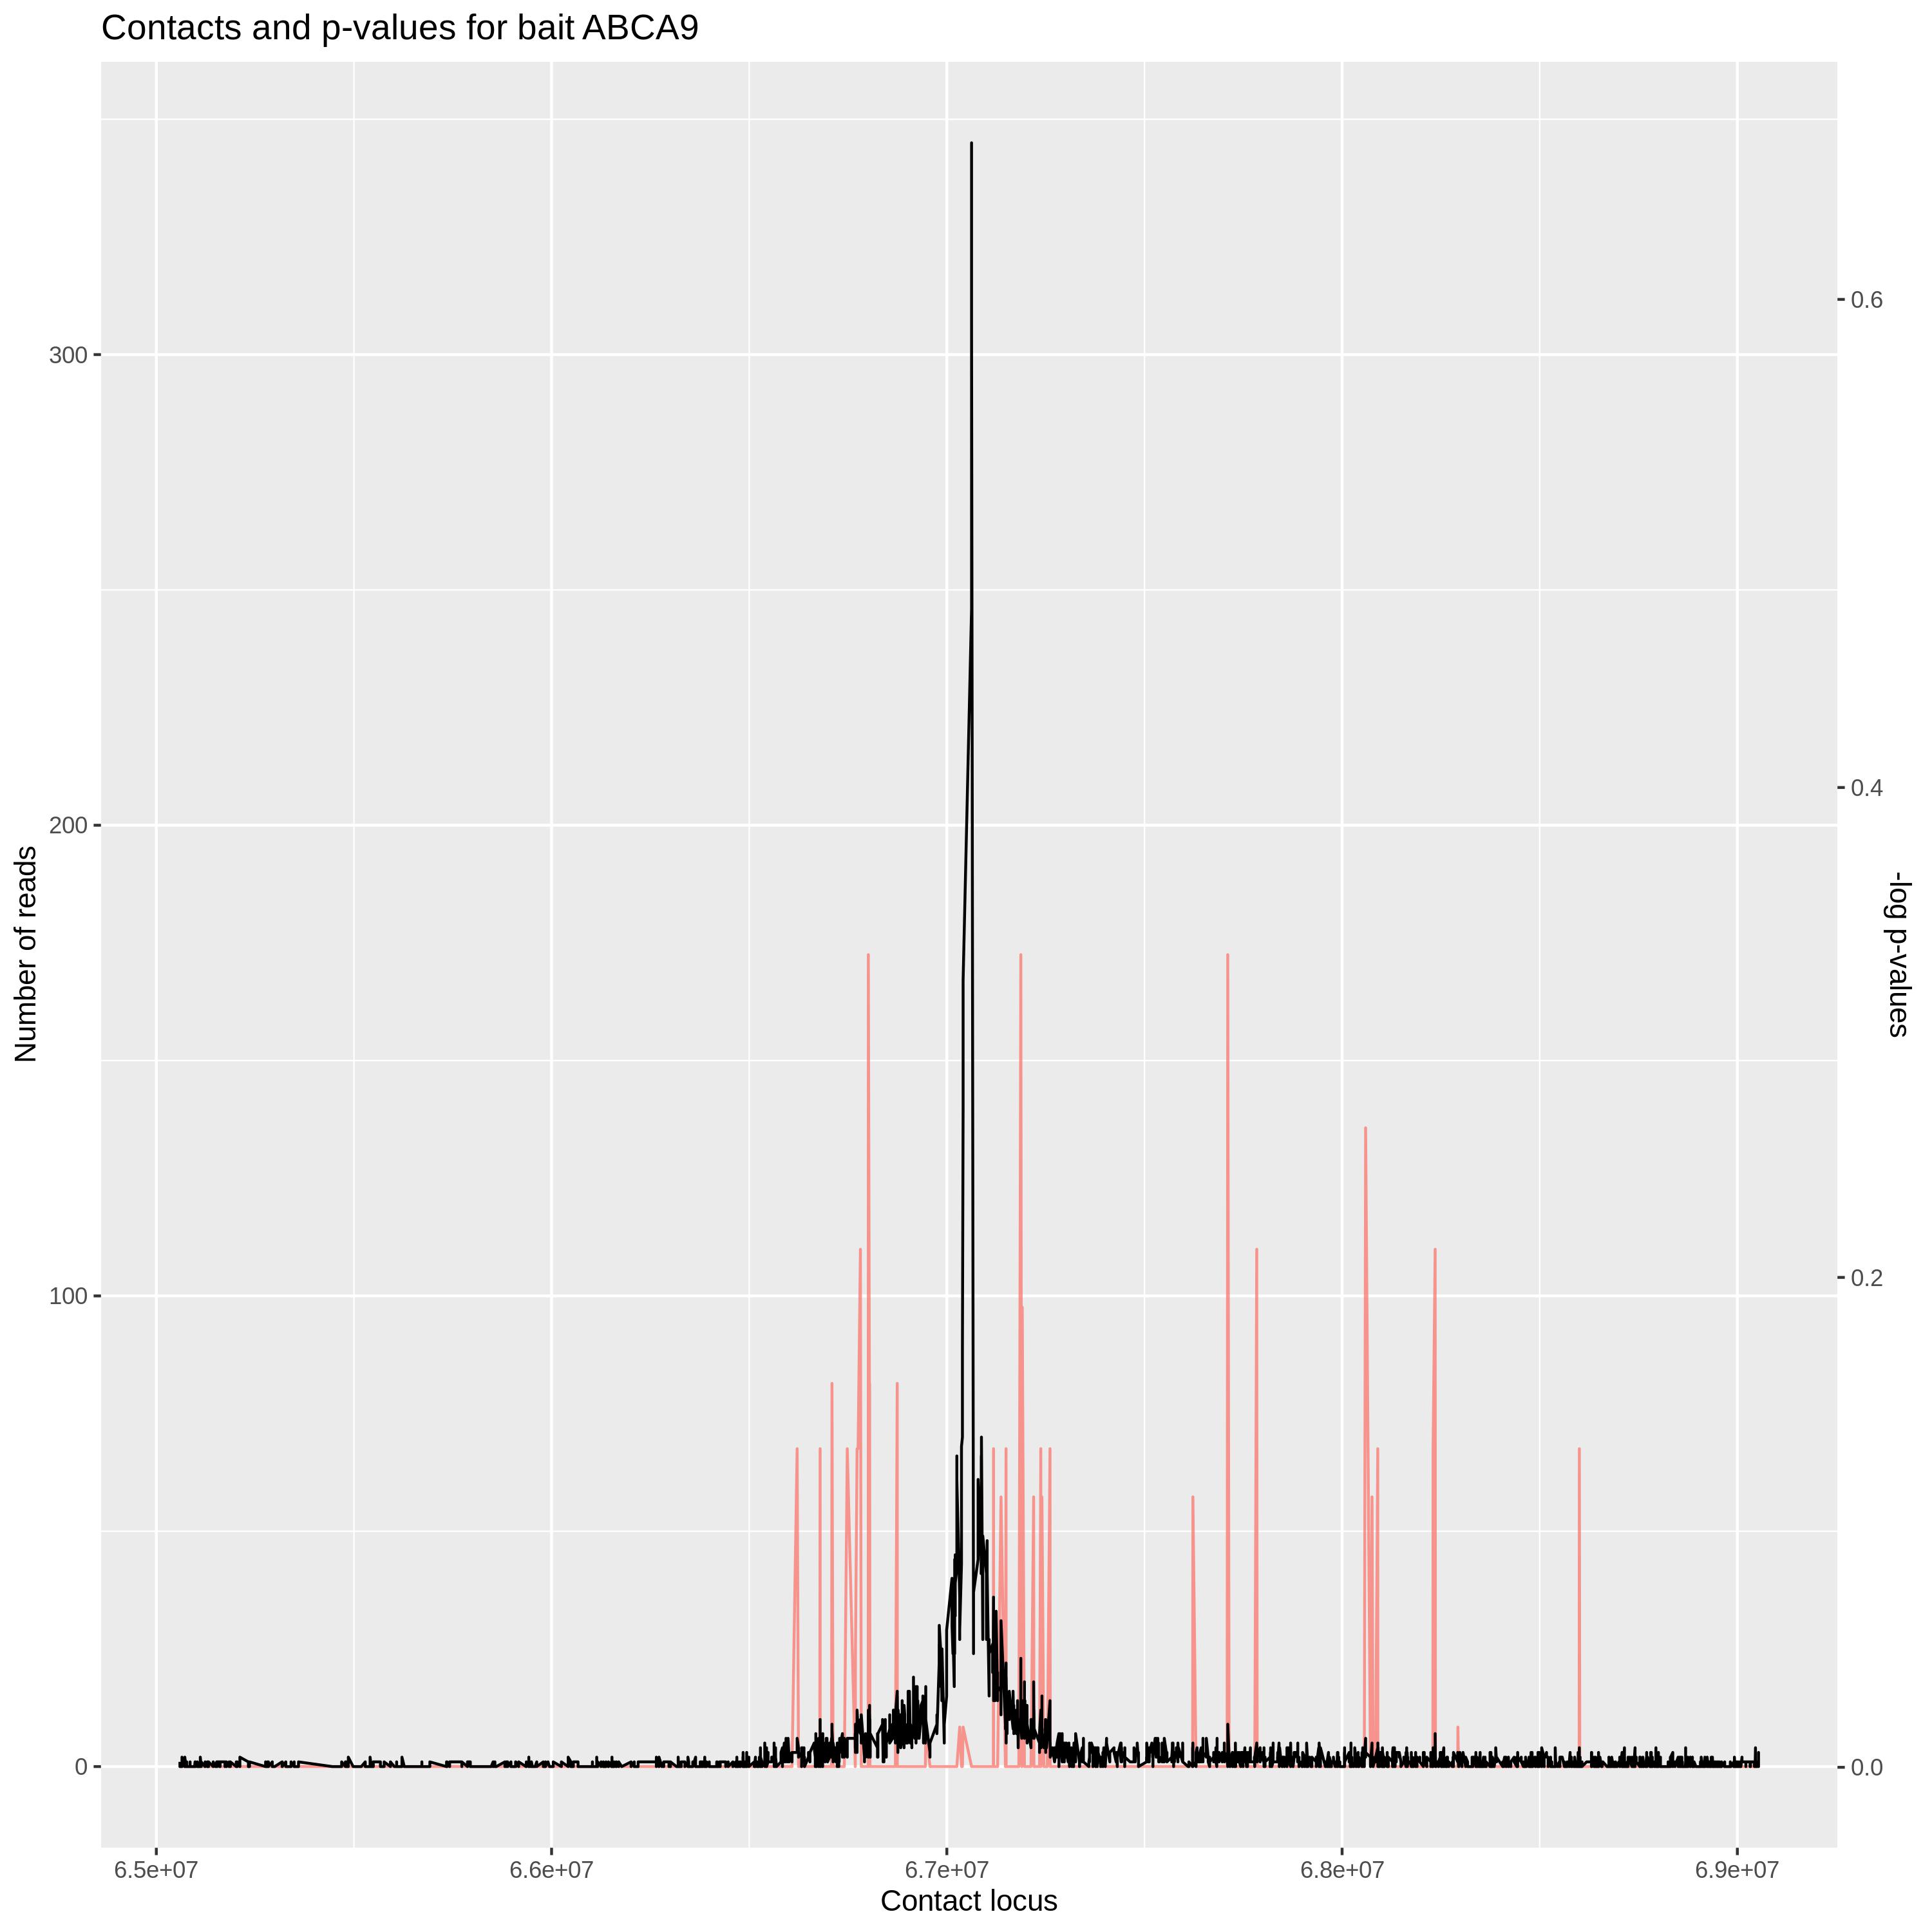 Contacts and p-values for bait ABCA9
Number of reads
300
200
100
0
0.6
0.4
0.2
0.0
-log p-values
6.5e+07
6.6e+07
6.7e+07
6.8e+07
6.9e+07
Contact locus